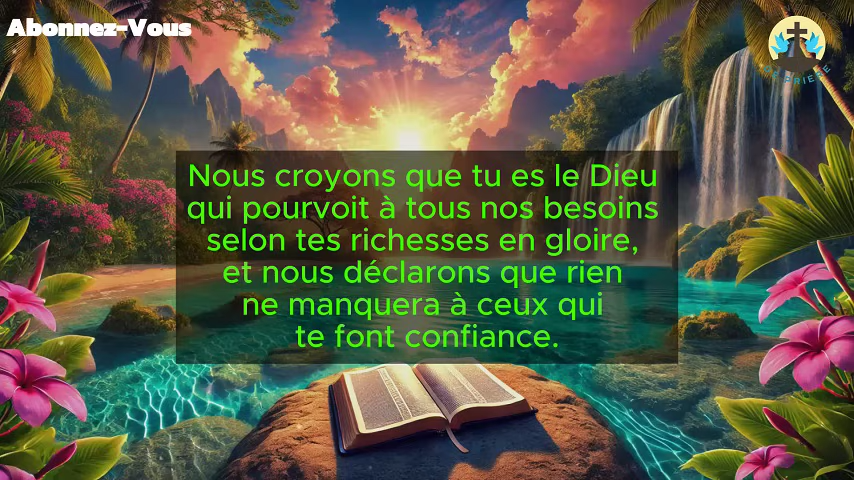 Abonnez-Vous
Nous croyons que tu es le Dieu
qui pourvoit à tous nos besoins
selon tes richesses en gloire,
et nous déclarons que rien
ne manquera à ceux qui
te font confiance.